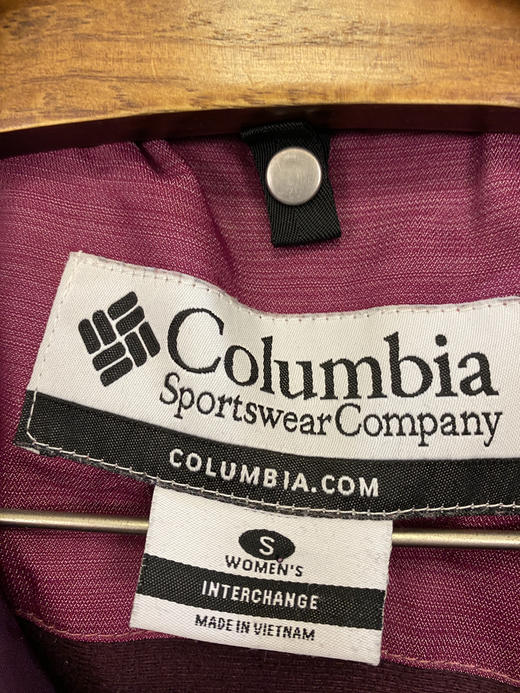 Columbia
Sportswear Company
COLUMBIA.COM
S
WOMEN'S
INTERCHANGE
MADE IN VIETNAM